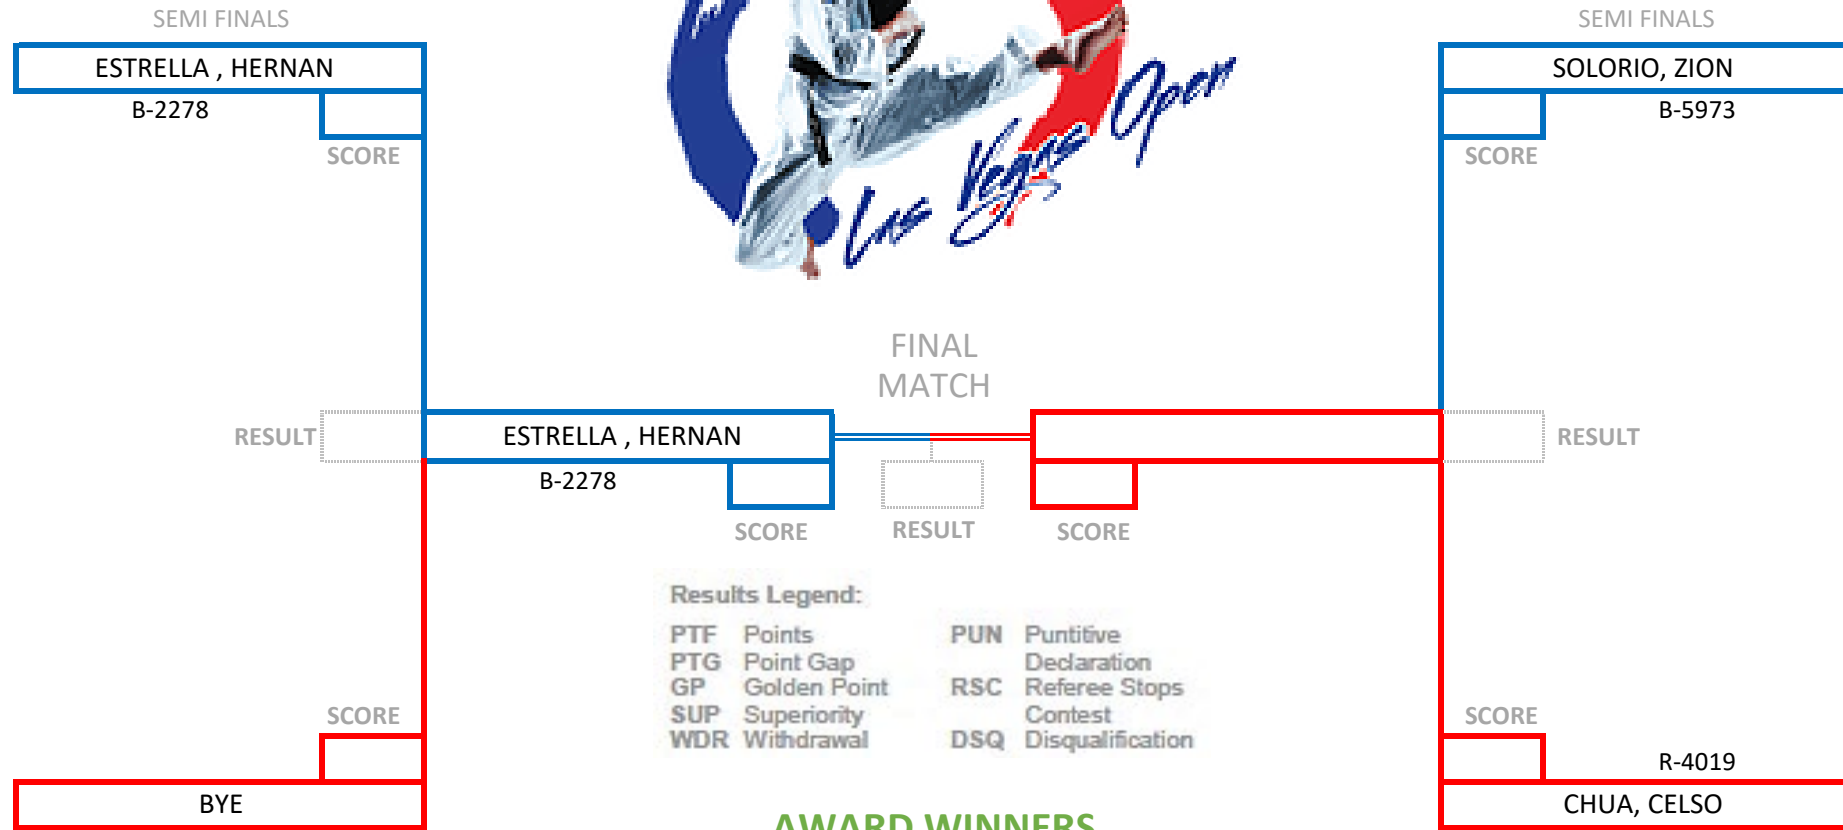 SEMI FINALS
SEMI FINALS
ESTRELLA , HERNAN
SOLORIO, ZION
B-2278
B-5973
SCORE
SCORE
Las Vegas Open
FINAL
MATCH
RESULT
ESTRELLA , HERNAN
RESULT
B-2278
SCORE
RESULT
SCORE
Results Legend:
PTF Points
PUN Puntitive
Declaration
PTG Point Gap
GP Golden Point
RSC Referee Stops
Contest
SUP Superiority
WDR Withdrawal
DSQ Disqualification
SCORE
SCORE
R-4019
BYE
CHUA, CELSO
AWARD WINNERS